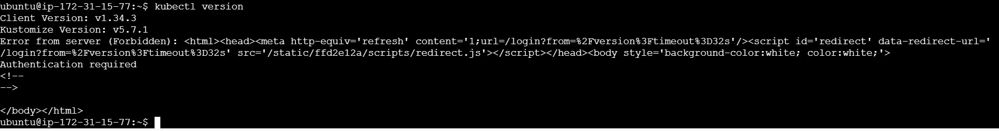 ubuntu@ip-172-31-15-77:~$ kubectl version
Client Version: v1.34.3
Kustomize Version: v5.7.1
Error from server (Forbidden): <html><head><meta http-equiv='refresh' content='1;url=/login?from=%2Fversion%3Ftimeout%3D32s'/><script id='redirect' data-redirect-url='
/login?from=%2Fversion%3Ftimeout%3D32s' src='/static/ffd2e12a/scripts/redirect.js'></script></head><body style='background-color:white; color:white;'>
Authentication required
<!--
-->
</body></html>
ubuntu@ip-172-31-15-77:~$